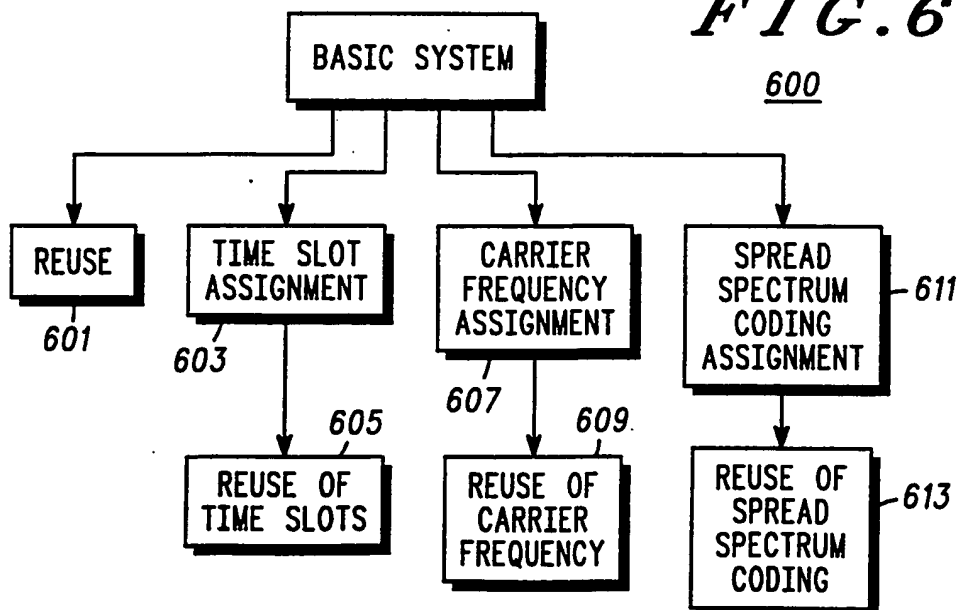 FIG.6
600
BASIC SYSTEM
REUSE
601
TIME SLOT
ASSIGNMENT
603
CARRIER
FREQUENCY
ASSIGNMENT
607
SPREAD
SPECTRUM
CODING
ASSIGNMENT
611
605
REUSE OF
TIME SLOTS
609
REUSE OF
CARRIER
FREQUENCY
REUSE OF
SPREAD
SPECTRUM
CODING
613